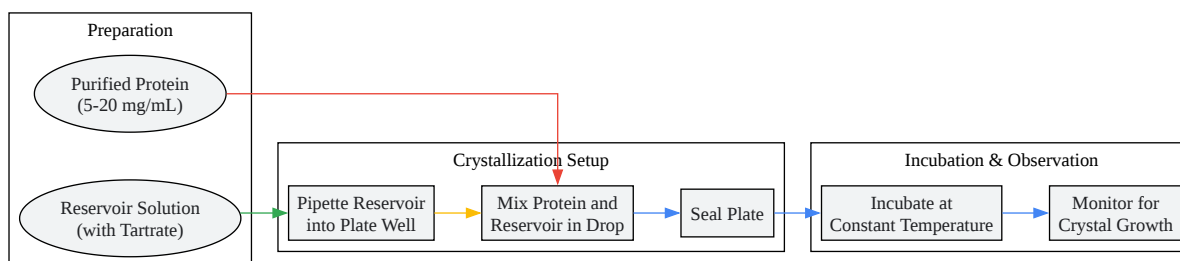 Preparation
Purified Protein
(5-20 mg/mL)
Reservoir Solution
(with Tartrate)
Crystallization Setup
Pipette Reservoir
into Plate Well
Mix Protein and
Reservoir in Drop
Seal Plate
Incubation & Observation
Incubate at
Constant Temperature
Monitor for
Crystal Growth